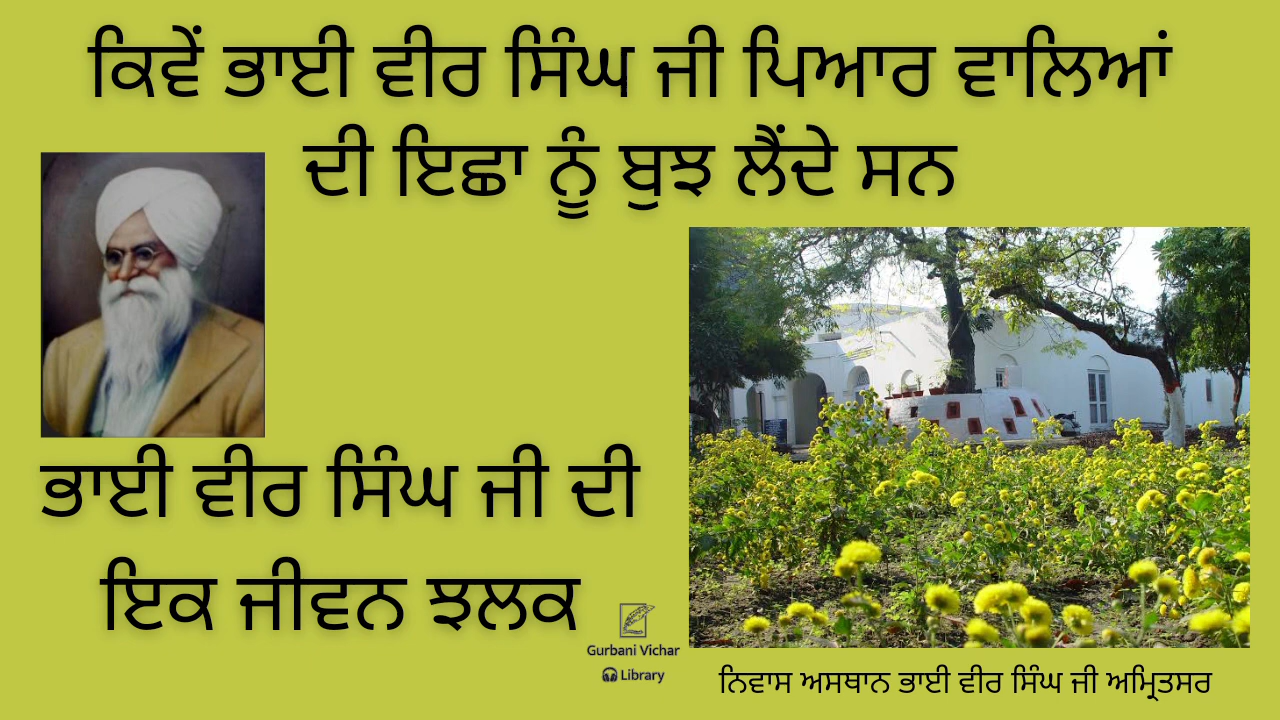 ਕਿਵੇਂ ਭਾਈ ਵੀਰ ਸਿੰਘ ਜੀ ਪਿਆਰ ਵਾਲਿਆਂ
ਦੀ ਇਛਾ ਨੂੰ ਬੁਝ ਲੈਂਦੇ ਸਨ
ਭਾਈ ਵੀਰ ਸਿੰਘ ਜੀ ਦੀ
ਇਕ ਜੀਵਨ ਝਲਕ
Gurbani Vichar
Library
ਨਿਵਾਸ ਅਸਥਾਨ ਭਾਈ ਵੀਰ ਸਿੰਘ ਜੀ ਅਮ੍ਰਿਤਸਰ